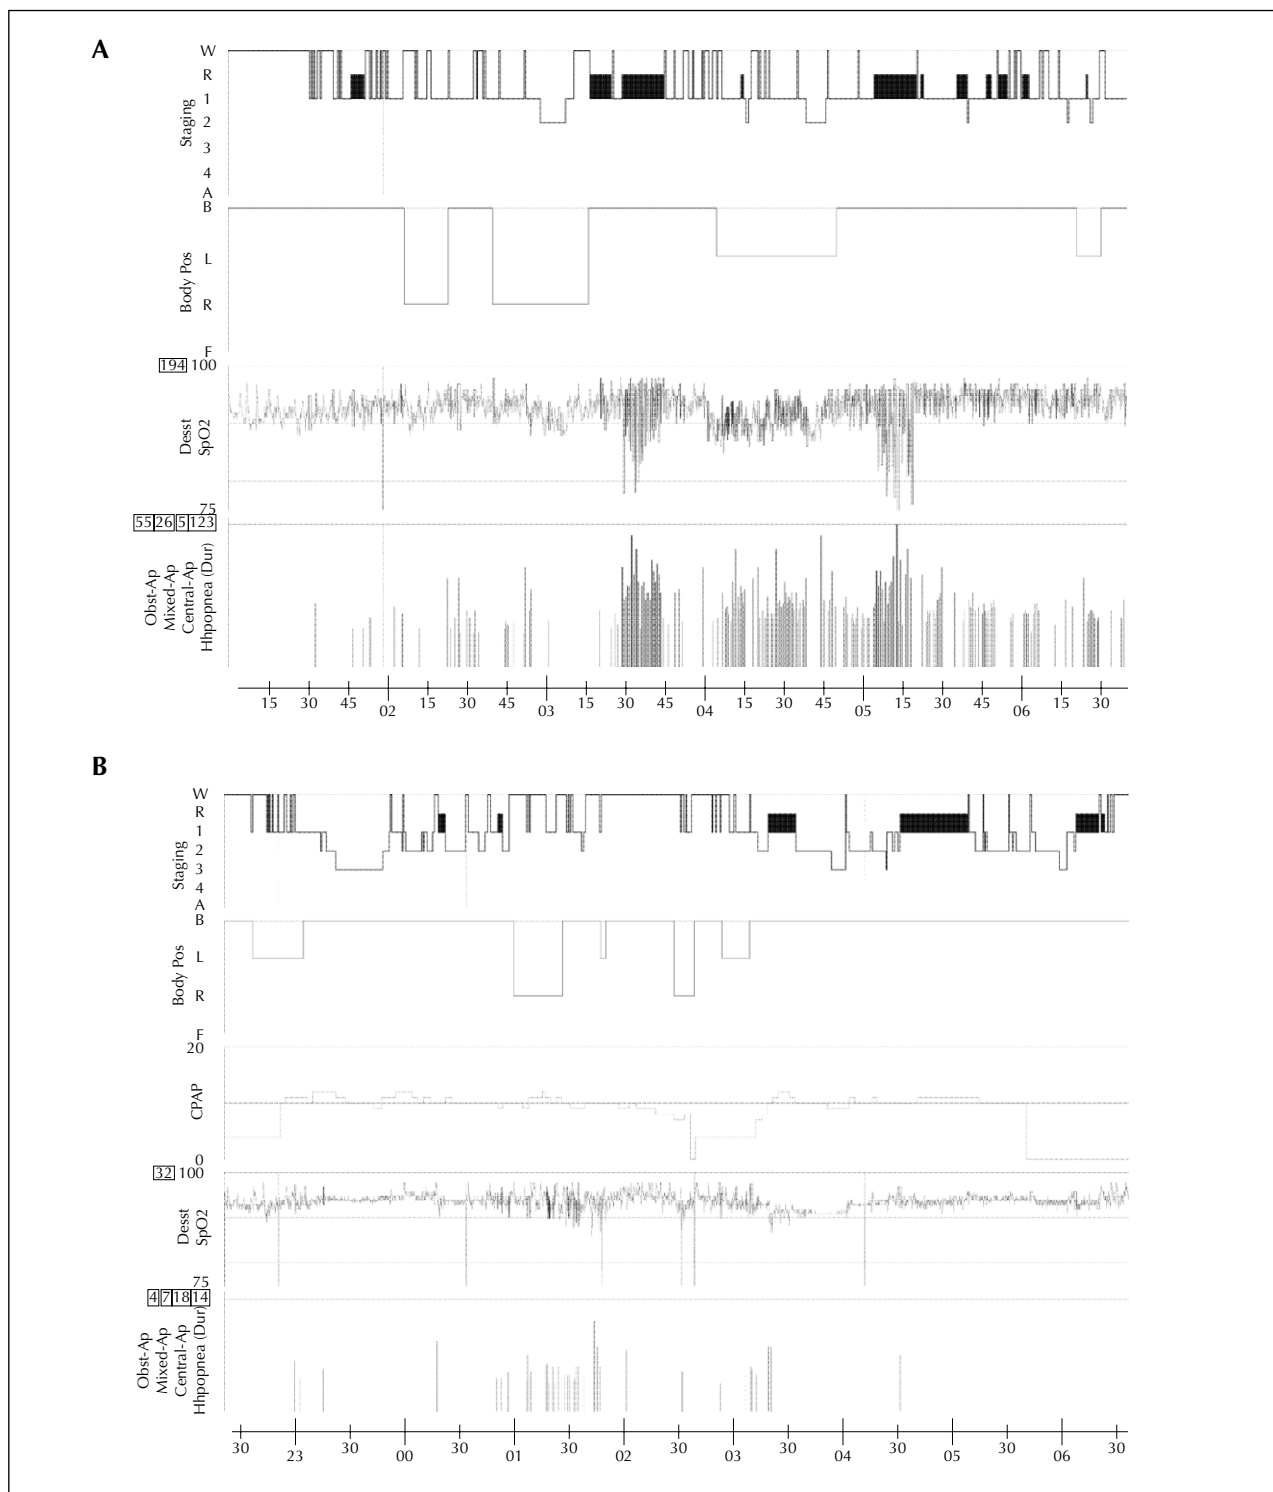 A
W
R
1
2
3
4
A
Staging
B
L
R
F
Body Pos
194 100
75
Desst
SpO2
55 26 5 123
Obst-Ap
Mixed-Ap
Central-Ap
Hhpopnea (Dur)
15 30 45 02 15 30 45 03 15 30 45 04 15 30 45 05 15 30 45 06 15 30
B
W
R
1
2
3
4
A
Staging
B
L
R
F
Body Pos
20
0
CPAP
32 100
75
Desst
SpO2
4 7 18 14
Obst-Ap
Mixed-Ap
Central-Ap
Hhpopnea (Dur)
30 23 30 00 30 01 30 02 30 03 30 04 30 05 30 06 30